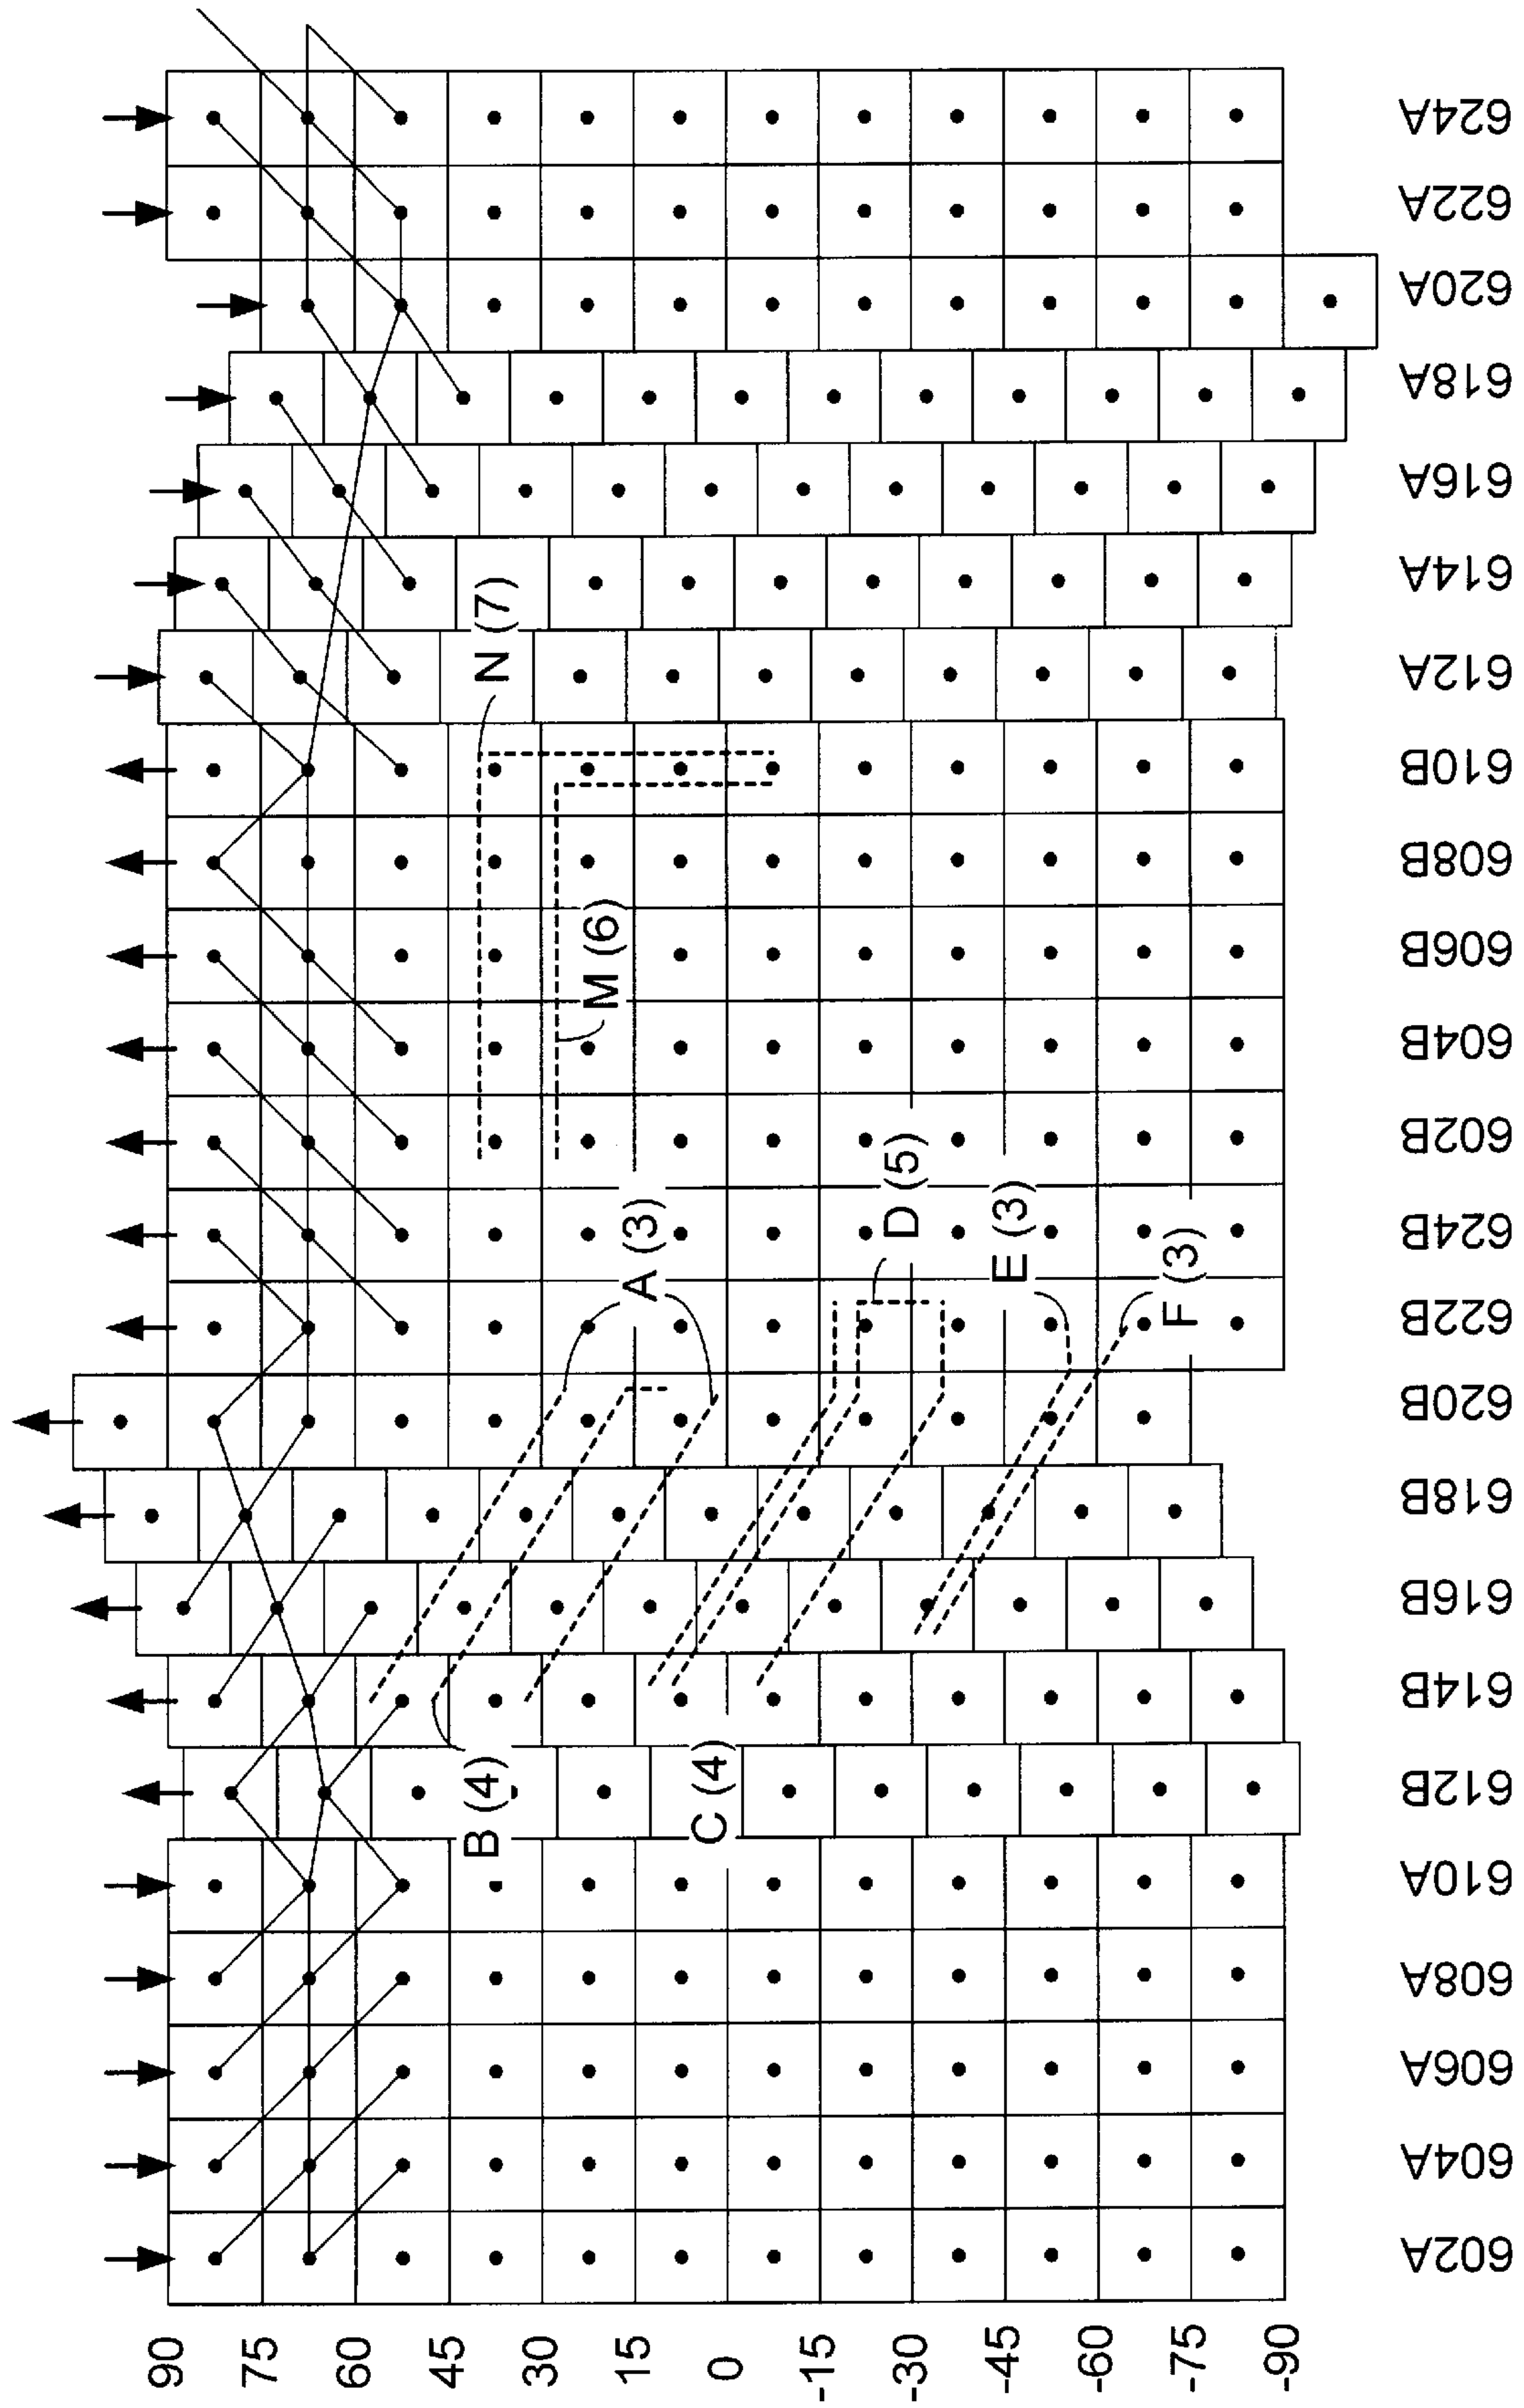 90
75
60
45
30
15
0
-15
-30
-45
-60
-75
-90
N (7)
M (6)
A (3)
D (5)
E (3)
F (3)
B (4)
C (4)
624A
622A
620A
618A
616A
614A
612A
610B
608B
606B
604B
602B
624B
622B
620B
618B
616B
614B
612B
610A
608A
606A
604A
602A